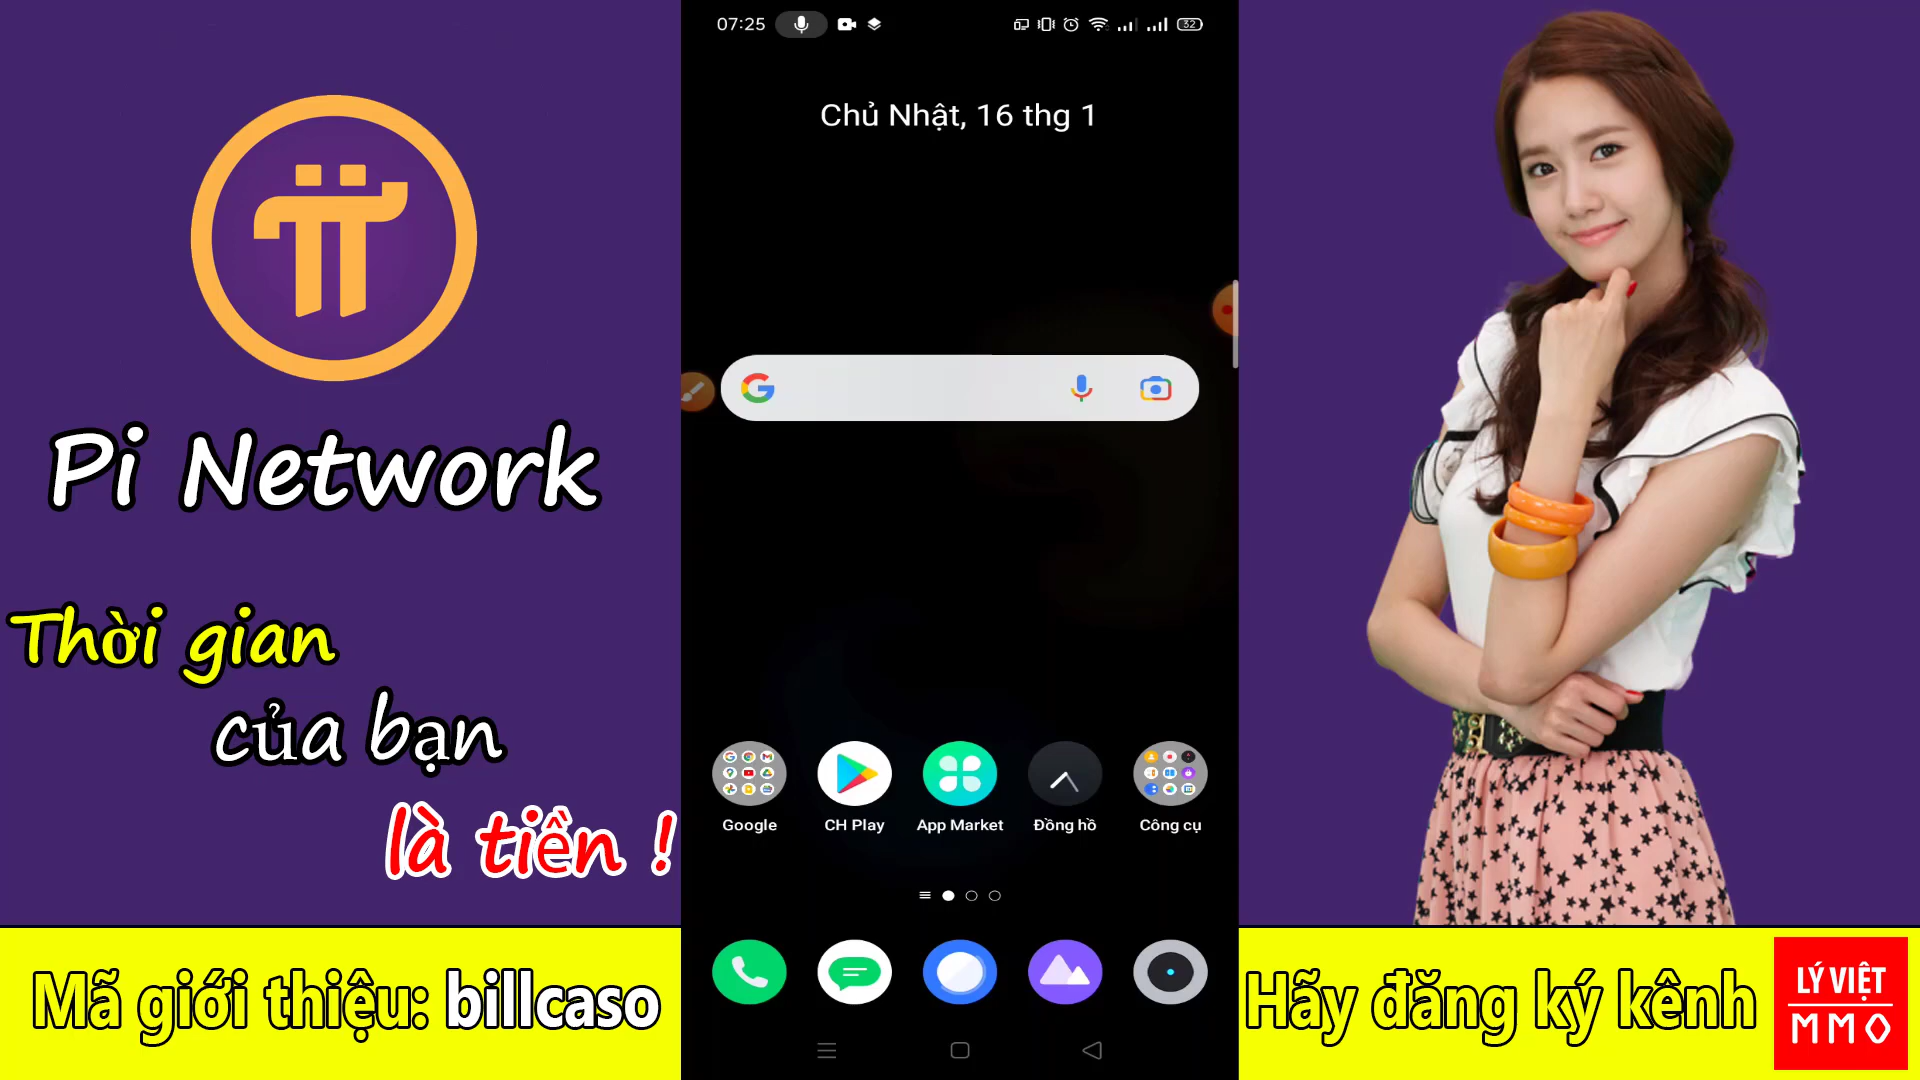 Pi Network
Thời gian
của bạn
là tiền !
Mã giới thiệu: billcaso
07:25
32
Chủ Nhật, 16 thg 1
Google
CH Play
App Market
Đồng hồ
Công cụ
Hãy đăng ký kênh
LÝ VIỆT
MMO